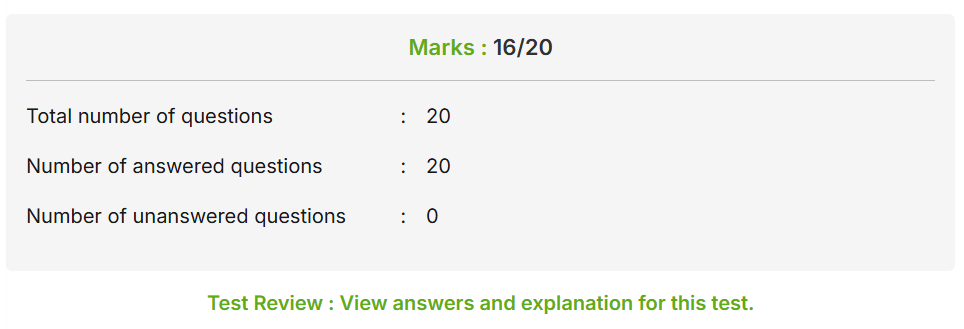 Marks : 16/20
Total number of questions : 20
Number of answered questions : 20
Number of unanswered questions : 0
Test Review : View answers and explanation for this test.